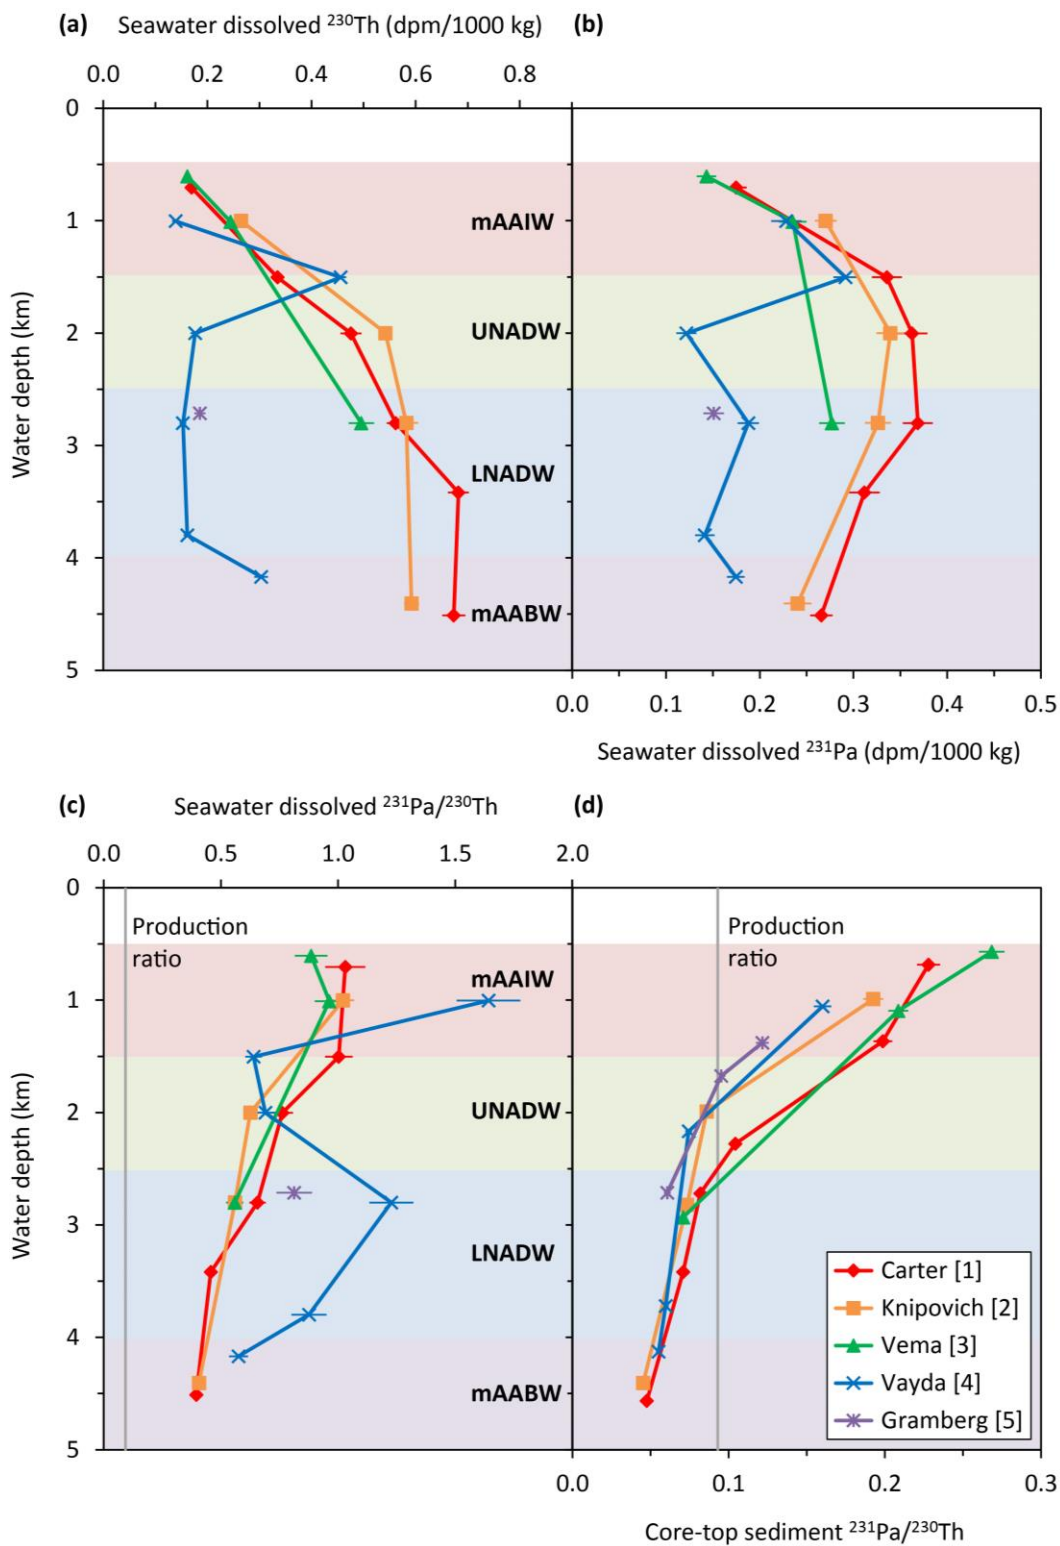 (a) Seawater dissolved ²³⁰Th (dpm/1000 kg) (b)
0.0 0.2 0.4 0.6 0.8
0
1
2
3
4
5
Water depth (km)
mAAIW
UNADW
LNADW
mAABW
0.0 0.1 0.2 0.3 0.4 0.5
Seawater dissolved ²³¹Pa (dpm/1000 kg)
(c) Seawater dissolved ²³¹Pa/²³⁰Th (d)
0.0 0.5 1.0 1.5 2.0
0
1
2
3
4
5
Water depth (km)
Production
ratio
mAAIW
UNADW
LNADW
mAABW
Production
ratio
Carter [1]
Knipovich [2]
Vema [3]
Vayda [4]
Gramberg [5]
0.0 0.1 0.2 0.3
Core-top sediment ²³¹Pa/²³⁰Th